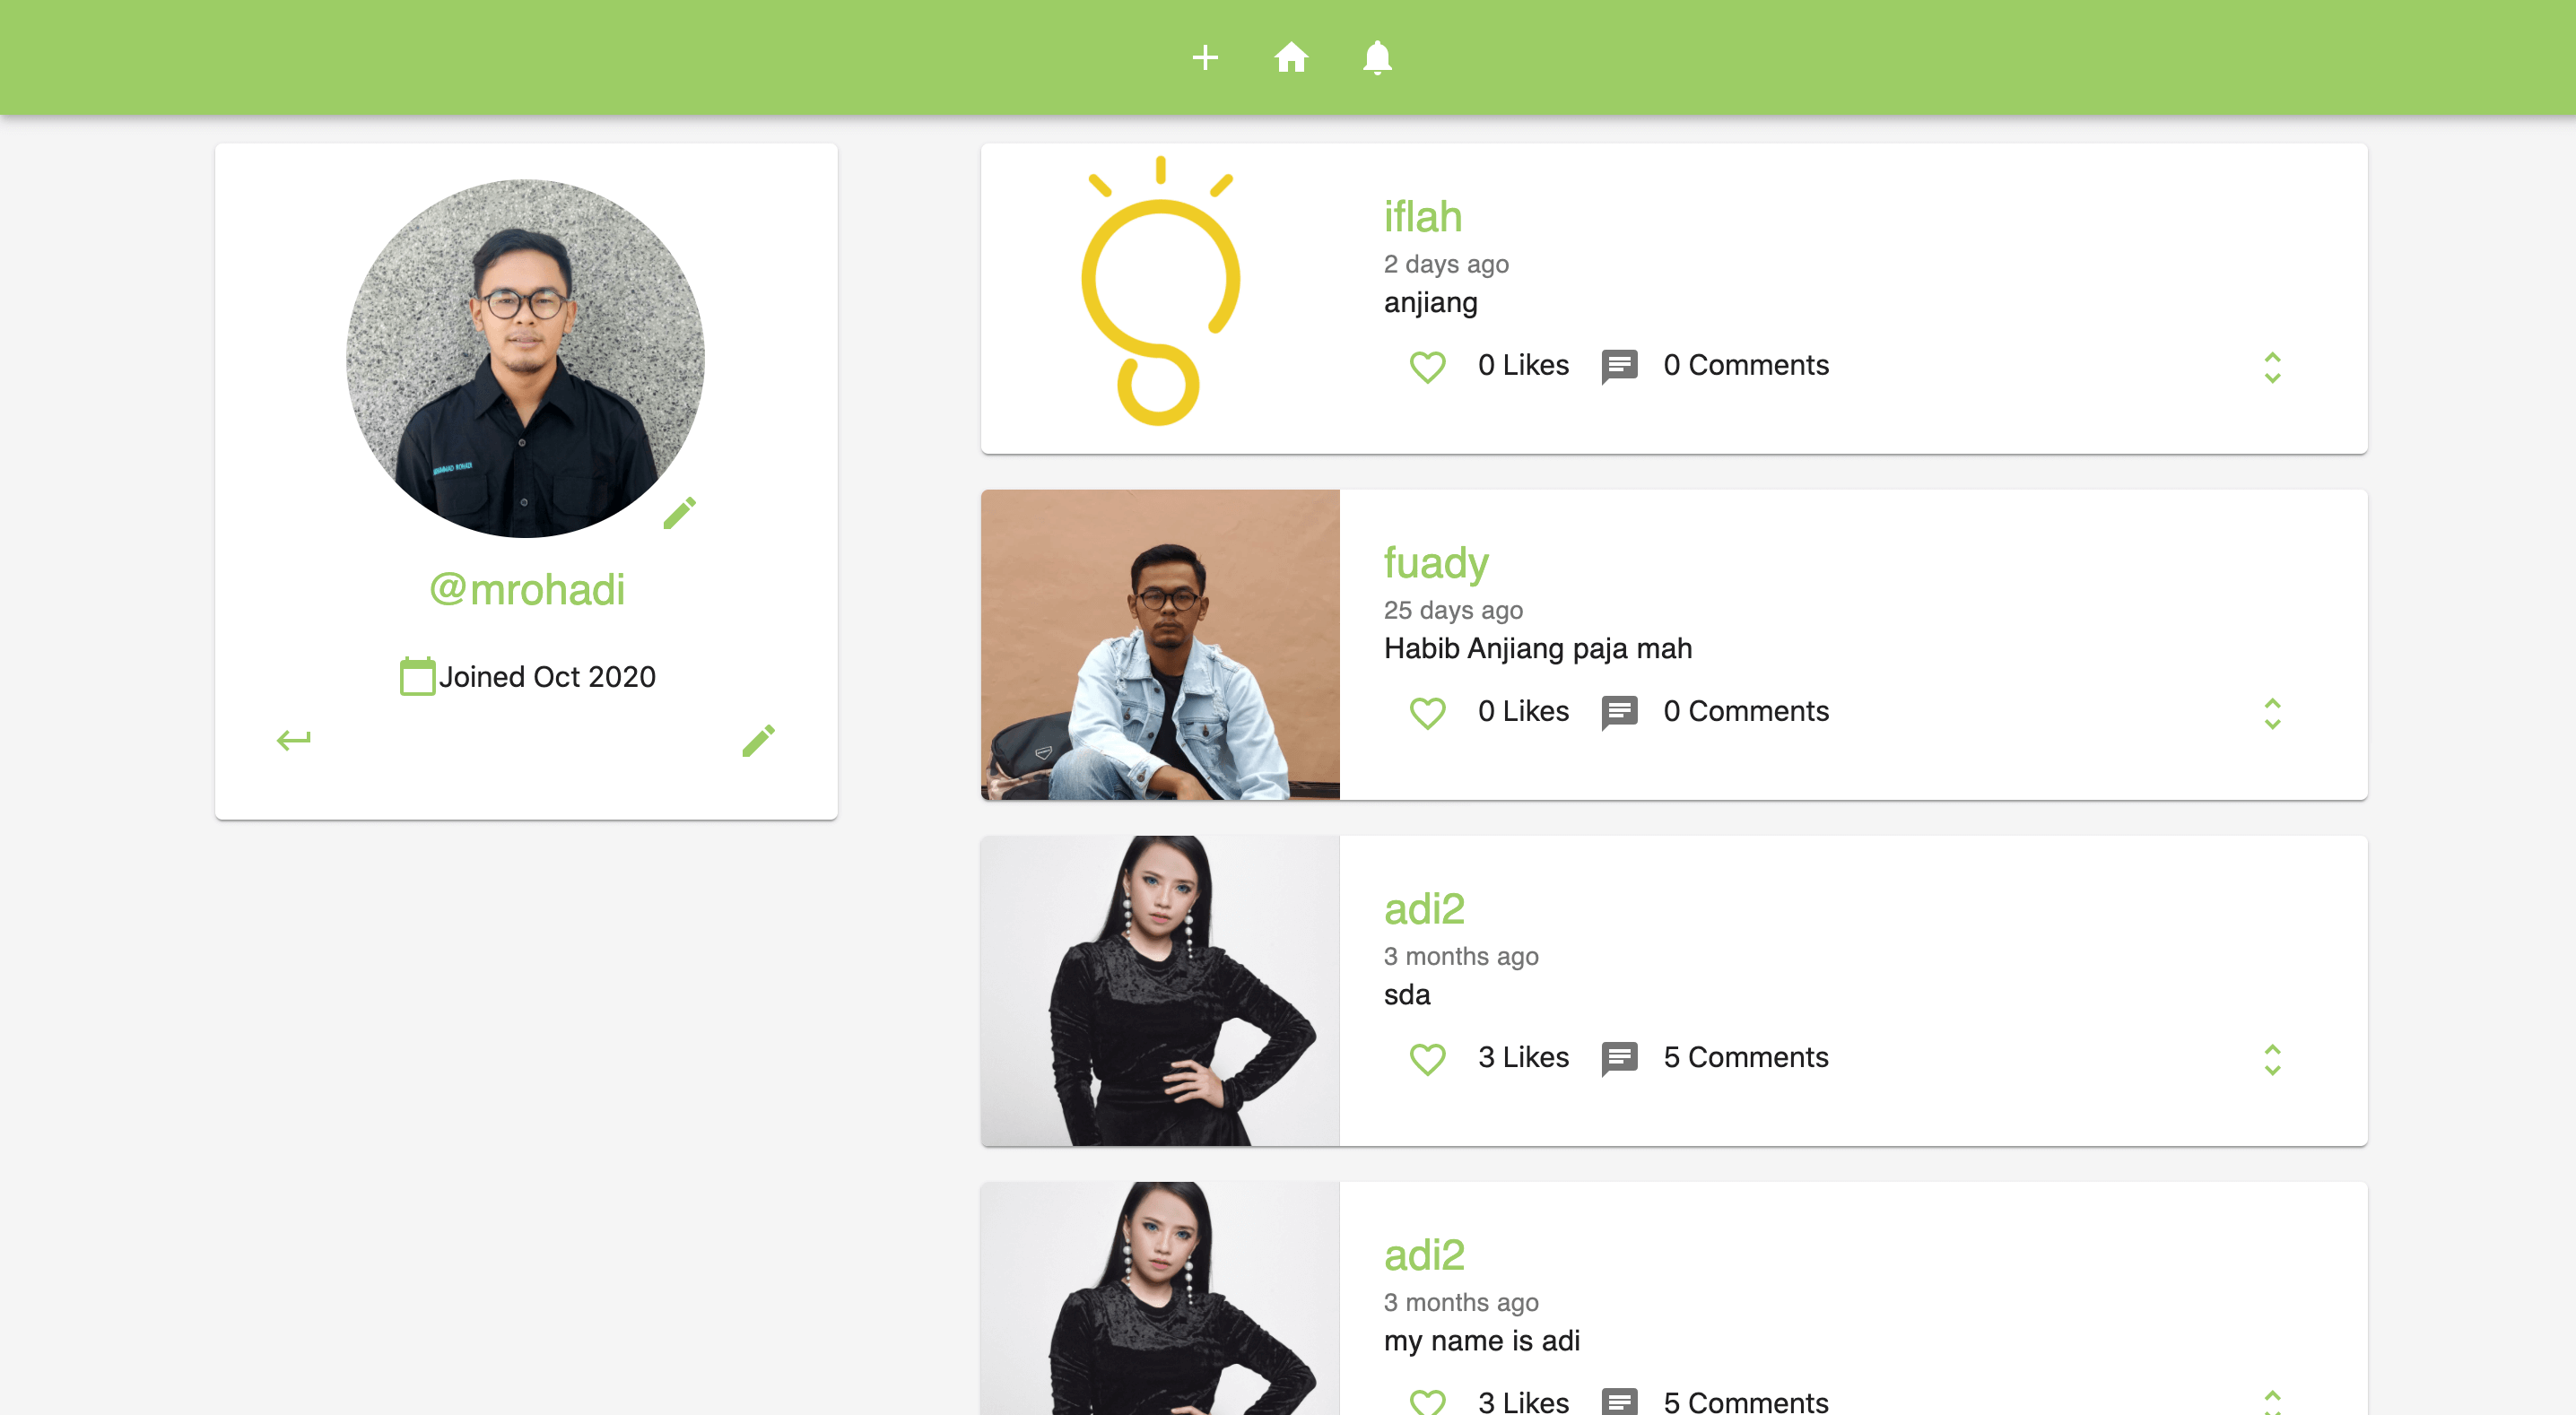 @mrohadi
Joined Oct 2020
iflah
2 days ago
anjiang
0 Likes 0 Comments
fuady
25 days ago
Habib Anjiang paja mah
0 Likes 0 Comments
adi2
3 months ago
sda
3 Likes 5 Comments
adi2
3 months ago
my name is adi
3 Likes 5 Comments